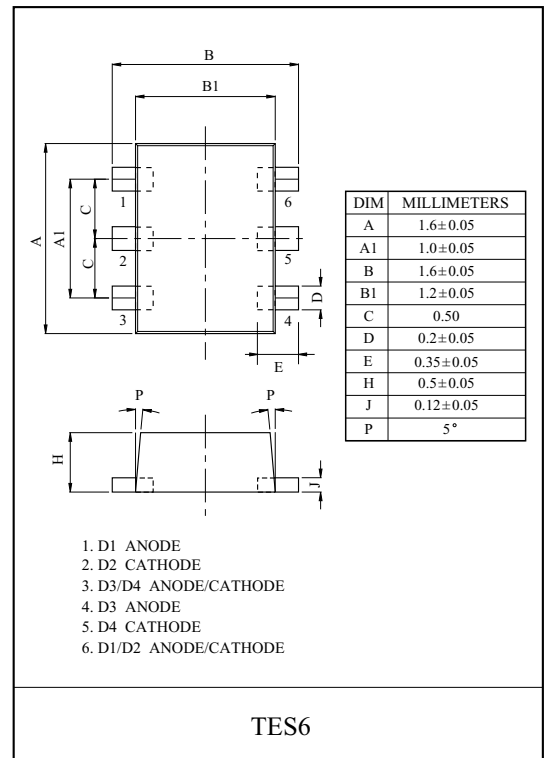 B
B1
A
A1
C
C
1
2
3
6
5
4
D
E
P
P
H
J
DIM MILLIMETERS
A 1.6±0.05
A1 1.0±0.05
B 1.6±0.05
B1 1.2±0.05
C 0.50
D 0.2±0.05
E 0.35±0.05
H 0.5±0.05
J 0.12±0.05
P 5°
1. D1 ANODE
2. D2 CATHODE
3. D3/D4 ANODE/CATHODE
4. D3 ANODE
5. D4 CATHODE
6. D1/D2 ANODE/CATHODE
TES6